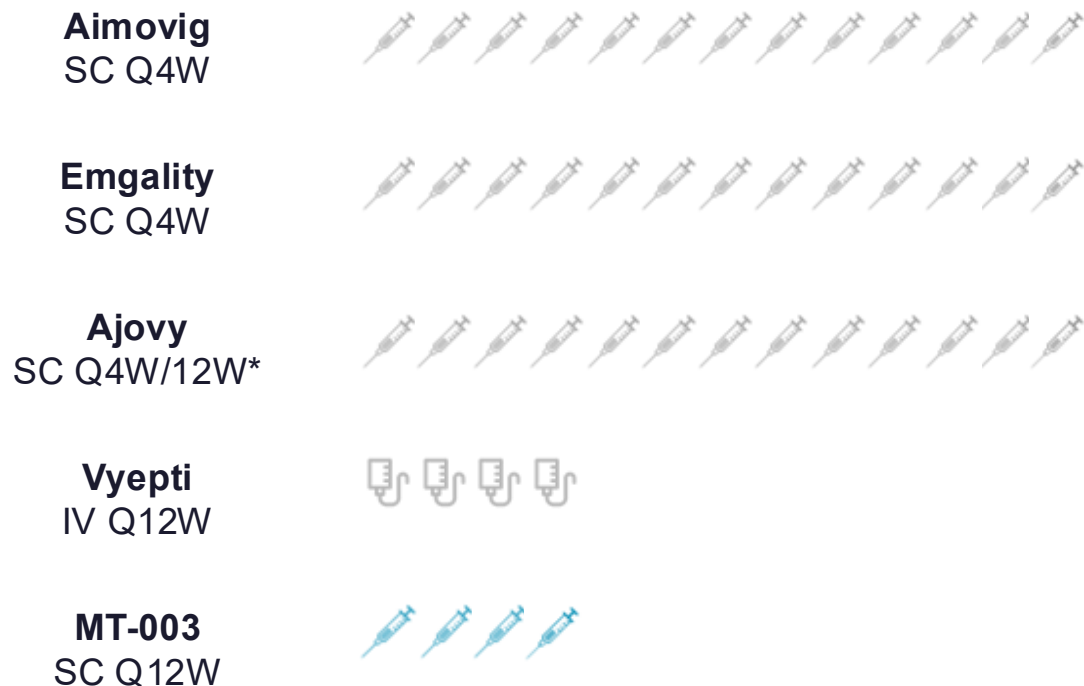 Aimovig
SC Q4W
Emgality
SC Q4W
Ajovy
SC Q4W/12W*
Vyepti
IV Q12W
MT-003
SC Q12W